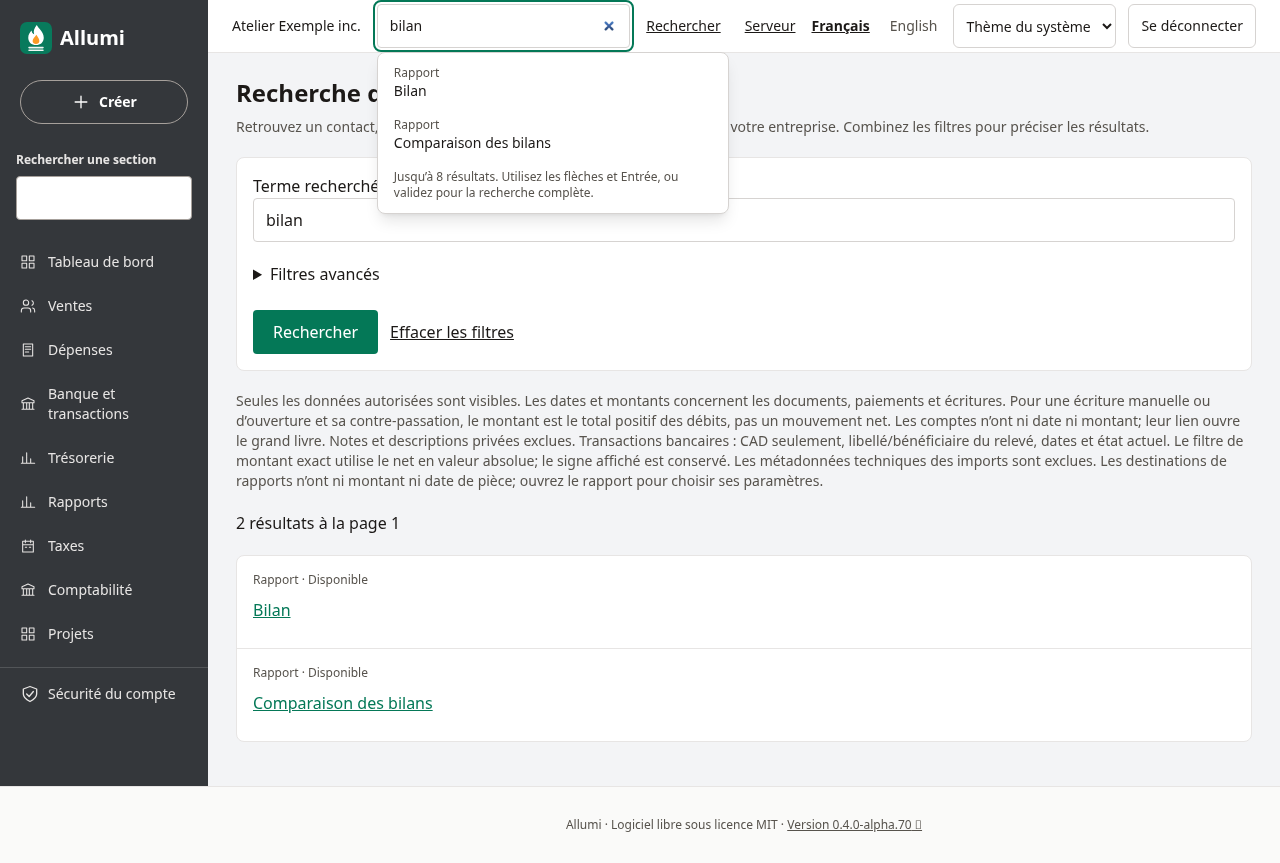 Allumi
Créer
Rechercher une section
Tableau de bord
Ventes
Dépenses
Banque et
transactions
Trésorerie
Rapports
Taxes
Comptabilité
Projets
Sécurité du compte
Atelier Exemple inc.
bilan
Rechercher
Serveur
Français
English
Thème du système
Se déconnecter
Rapport
Bilan
Rapport
Comparaison des bilans
Jusqu’à 8 résultats. Utilisez les flèches et Entrée, ou
validez pour la recherche complète.
Recherche
Retrouvez un contact, votre entreprise. Combinez les filtres pour préciser les résultats.
Terme recherché
bilan
Filtres avancés
Rechercher
Effacer les filtres
Seules les données autorisées sont visibles. Les dates et montants concernent les documents, paiements et écritures. Pour une écriture manuelle ou
d’ouverture et sa contre-passation, le montant est le total positif des débits, pas un mouvement net. Les comptes n’ont ni date ni montant; leur lien ouvre
le grand livre. Notes et descriptions privées exclues. Transactions bancaires : CAD seulement, libellé/bénéficiaire du relevé, dates et état actuel. Le filtre de
montant exact utilise le net en valeur absolue; le signe affiché est conservé. Les métadonnées techniques des imports sont exclues. Les destinations de
rapports n’ont ni montant ni date de pièce; ouvrez le rapport pour choisir ses paramètres.
2 résultats à la page 1
Rapport · Disponible
Bilan
Rapport · Disponible
Comparaison des bilans
Allumi · Logiciel libre sous licence MIT · Version 0.4.0-alpha.70